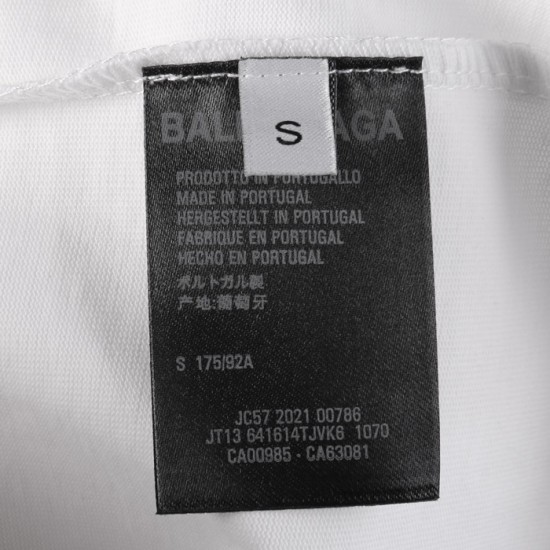 BAL AGA
S
PRODOTTO IN PORTOGALLO
MADE IN PORTUGAL
HERGESTELLT IN PORTUGAL
FABRIQUE EN PORTUGAL
HECHO EN PORTUGAL
ポルトガル製
产地:葡萄牙
S 175/92A
JC57 2021 00786
JT13 641614TJVK6 1070
CA00985 - CA63081